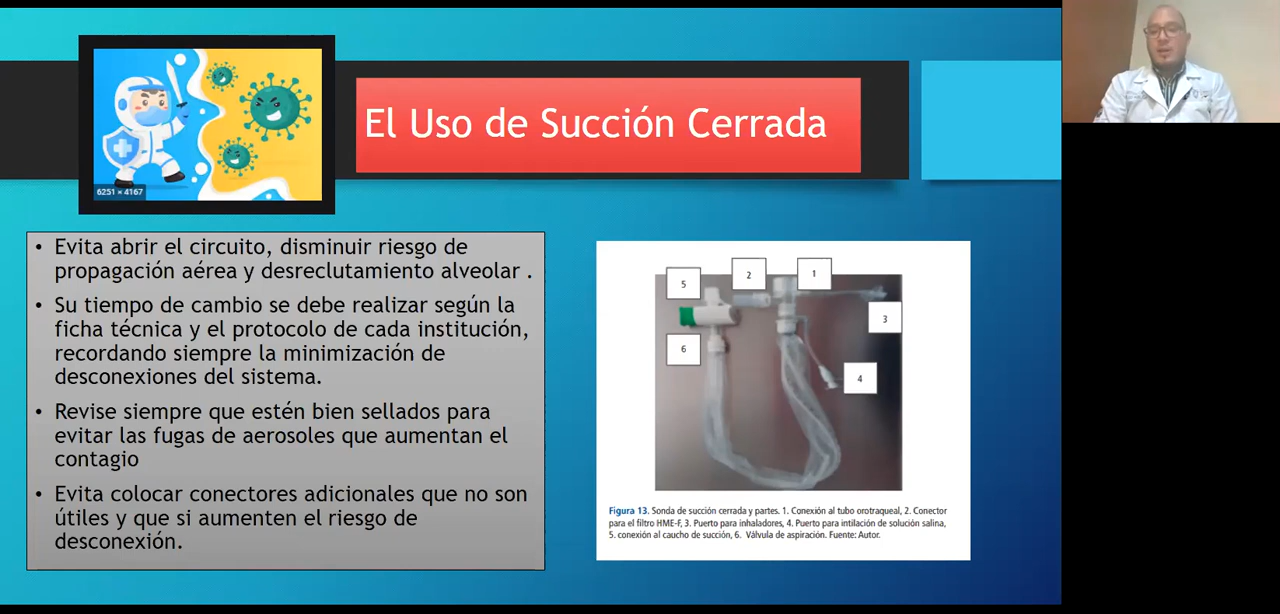 6251 × 4167
El Uso de Succión Cerrada
• Evita abrir el circuito, disminuir riesgo de
propagación aérea y desreclutamiento alveolar .
• Su tiempo de cambio se debe realizar según la
ficha técnica y el protocolo de cada institución,
recordando siempre la minimización de
desconexiones del sistema.
• Revise siempre que estén bien sellados para
evitar las fugas de aerosoles que aumentan el
contagio
• Evita colocar conectores adicionales que no son
útiles y que si aumenten el riesgo de
desconexión.
5
2
1
3
6
4
Figura 13. Sonda de succión cerrada y partes. 1. Conexión al tubo orotraqueal, 2. Conector
para el filtro HME-F, 3. Puerto para inhaladores, 4. Puerto para intilación de solución salina,
5. conexión al caucho de succión, 6. Válvula de aspiración. Fuente: Autor.